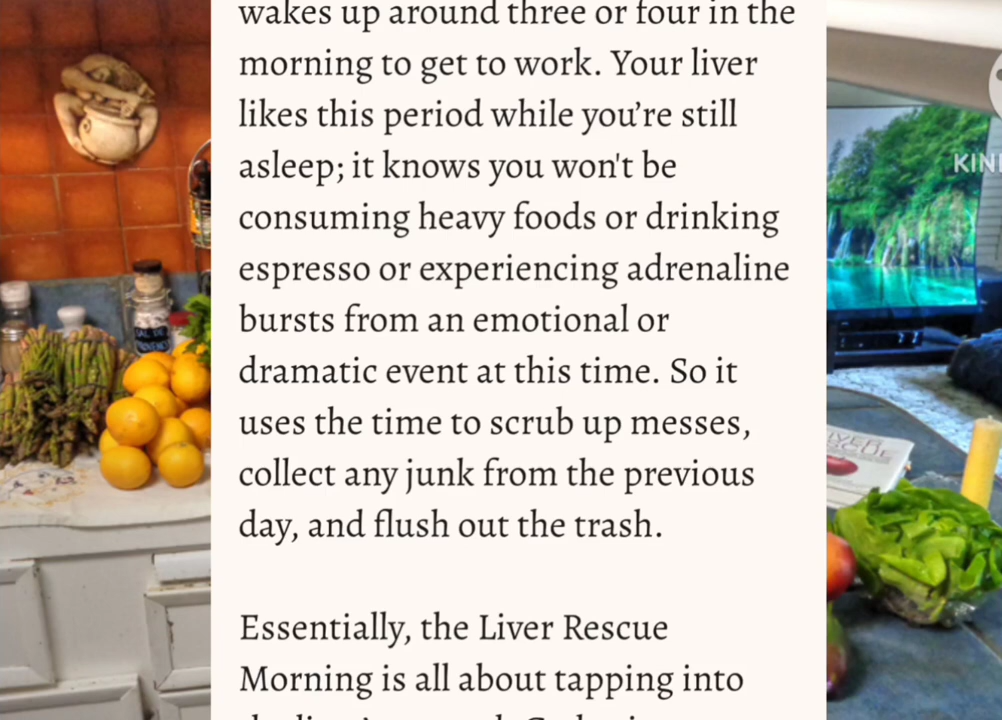 wakes up around three or four in the
morning to get to work. Your liver
likes this period while you’re still
asleep; it knows you won't be
consuming heavy foods or drinking
espresso or experiencing adrenaline
bursts from an emotional or
dramatic event at this time. So it
uses the time to scrub up messes,
collect any junk from the previous
day, and flush out the trash.
Essentially, the Liver Rescue
Morning is all about tapping into
KIN
LIVER
RESCUE